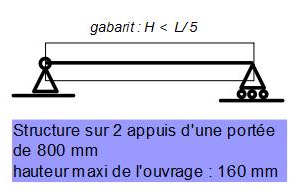 gabarit : H < L/5
Structure sur 2 appuis d'une portée
de 800 mm
hauteur maxi de l'ouvrage : 160 mm